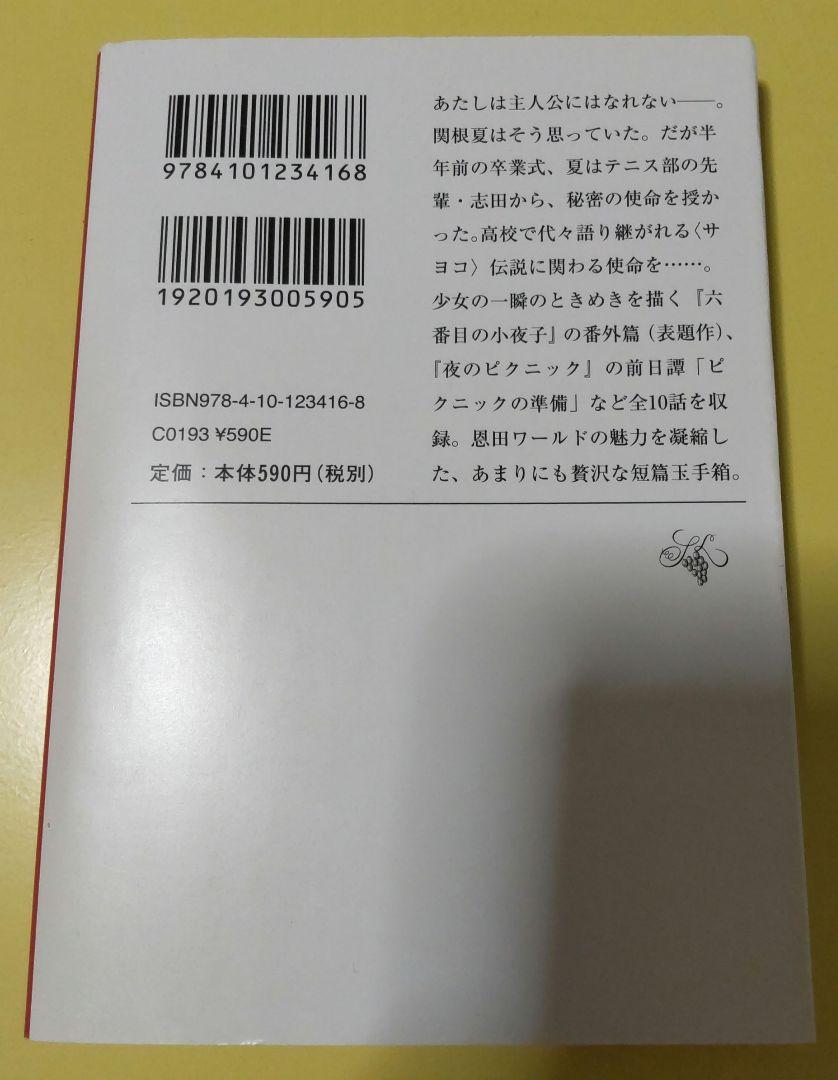 9784101234168
1920193005905
ISBN978-4-10-123416-8
C0193 ¥590E
定価：本体590円（税別）
あたしは主人公にはなれない――。
関根夏はそう思っていた。だが半
年前の卒業式、夏はテニス部の先
輩・志田から、秘密の使命を授か
った。高校で代々語り継がれる〈サ
ヨコ〉伝説に関わる使命を……。
少女の一瞬のときめきを描く『六
番目の小夜子』の番外篇（表題作）、
『夜のピクニック』の前日譚「ピ
クニックの準備」など全10話を収
録。恩田ワールドの魅力を凝縮し
た、あまりにも贅沢な短篇玉手箱。